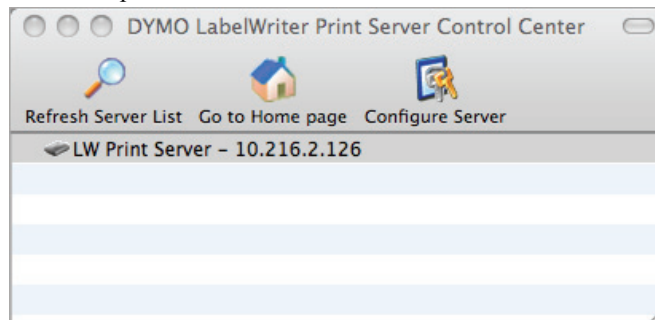 DYMO LabelWriter Print Server Control Center
Refresh Server List Go to Home page Configure Server
LW Print Server – 10.216.2.126